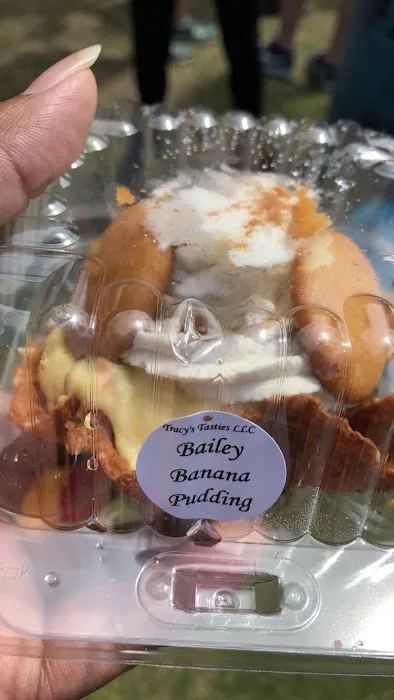 Tracy's Tasties LLC
Bailey
Banana
Pudding